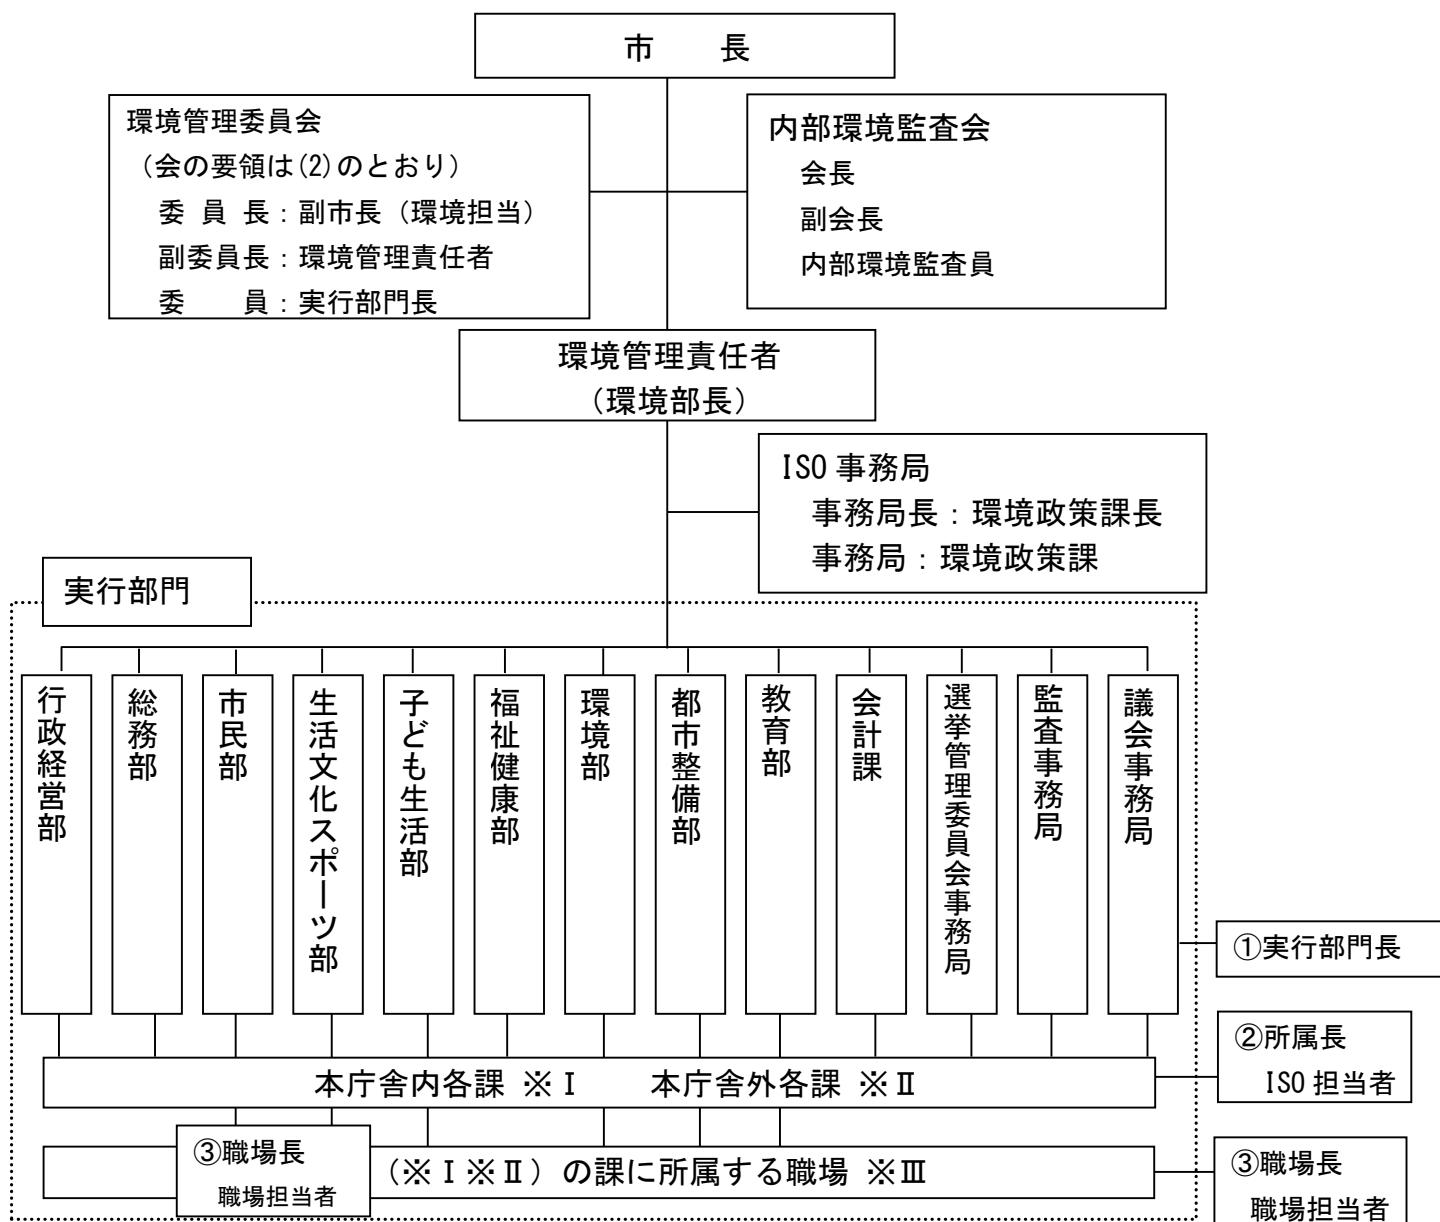 市　　長
環境管理委員会
（会の要領は(2)のとおり）
委 員 長：副市長（環境担当）
副委員長：環境管理責任者
委　　員：実行部門長
内部環境監査会
会長
副会長
内部環境監査員
環境管理責任者
（環境部長）
ISO 事務局
事務局長：環境政策課長
事務局：環境政策課
実行部門
行政経営部
総務部
市民部
生活文化スポーツ部
子ども生活部
福祉健康部
環境部
都市整備部
教育部
会計課
選挙管理委員会事務局
監査事務局
議会事務局
①実行部門長
本庁舎内各課 ※Ⅰ　　本庁舎外各課 ※Ⅱ
②所属長
ISO 担当者
③職場長
職場担当者
（※Ⅰ※Ⅱ）の課に所属する職場 ※Ⅲ
③職場長
職場担当者